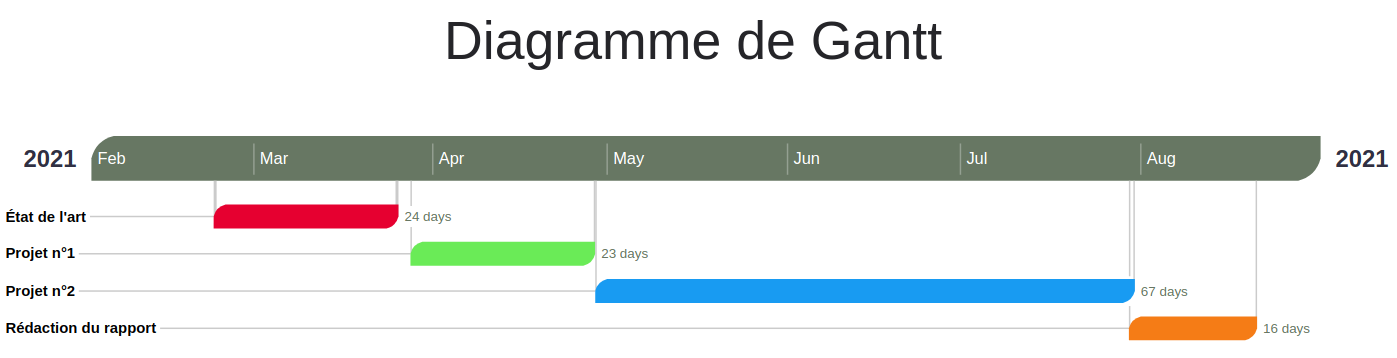 Diagramme de Gantt
2021 Feb Mar Apr May Jun Jul Aug 2021
État de l'art 24 days
Projet n°1 23 days
Projet n°2 67 days
Rédaction du rapport 16 days